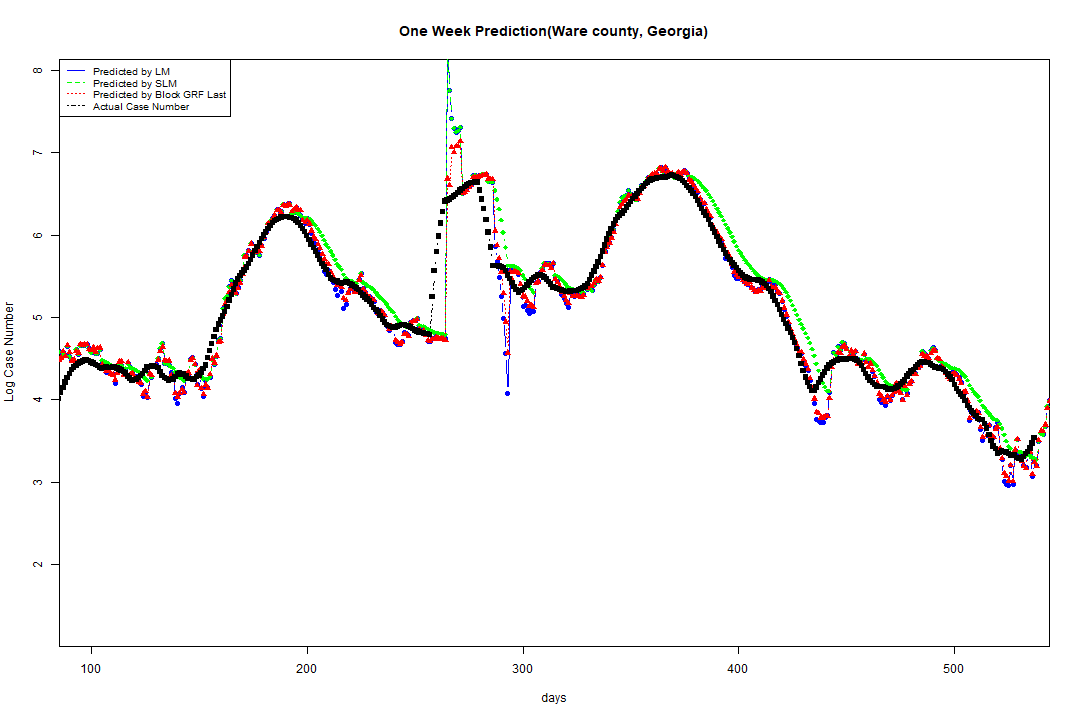 One Week Prediction(Ware county, Georgia)
Predicted by LM
Predicted by SLM
Predicted by Block GRF Last
Actual Case Number
8
7
6
5
4
3
2
Log Case Number
100 200 300 400 500
days